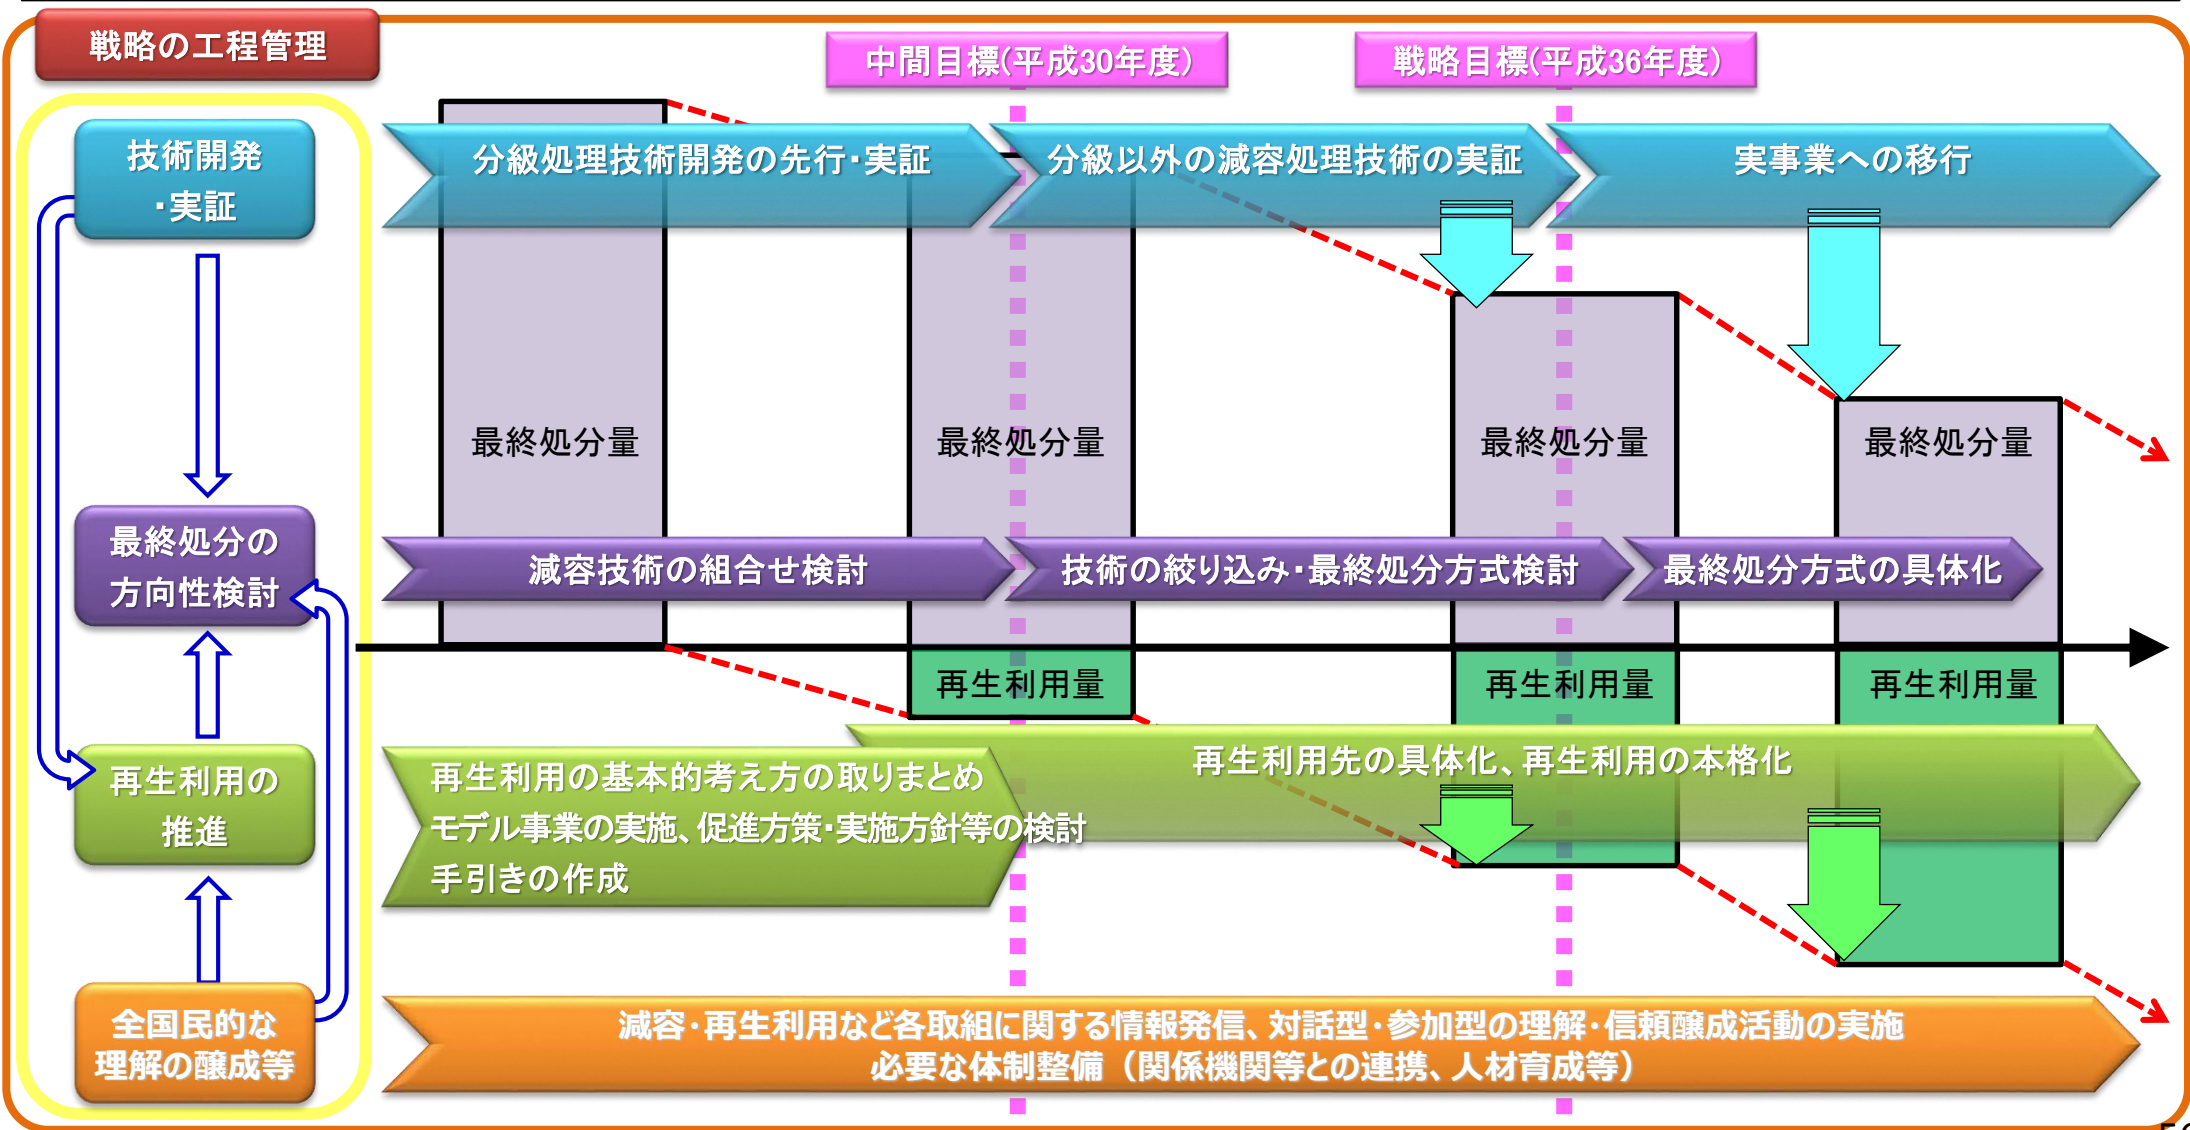 戦略の工程管理
中間目標(平成30年度)
戦略目標(平成36年度)
技術開発
・実証
分級処理技術開発の先行・実証
分級以外の減容処理技術の実証
実事業への移行
最終処分量
最終処分量
最終処分量
最終処分量
最終処分の
方向性検討
減容技術の組合せ検討
技術の絞り込み・最終処分方式検討
最終処分方式の具体化
再生利用量
再生利用量
再生利用量
再生利用の
推進
再生利用の基本的考え方の取りまとめ
モデル事業の実施、促進方策・実施方針等の検討
手引きの作成
再生利用先の具体化、再生利用の本格化
全国民的な
理解の醸成等
減容・再生利用など各取組に関する情報発信、対話型・参加型の理解・信頼醸成活動の実施
必要な体制整備（関係機関等との連携、人材育成等）